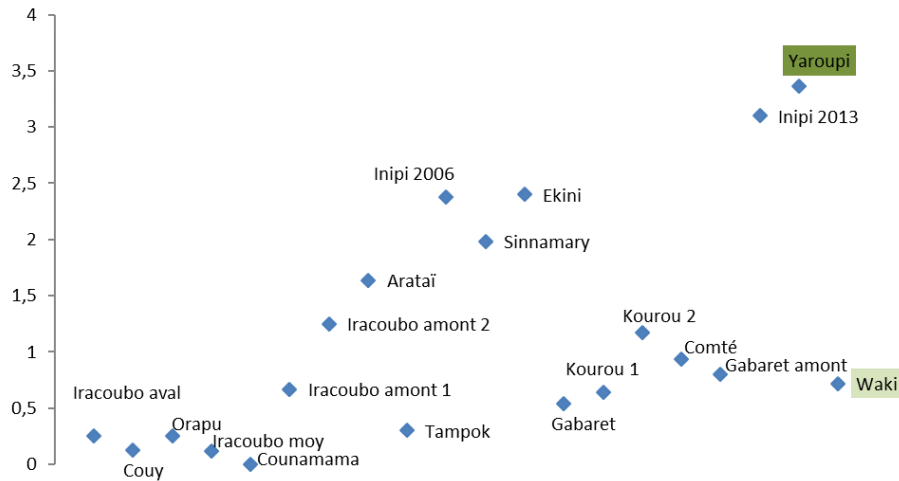 4
3,5
3
2,5
2
1,5
1
0,5
0
Yaroupi
Inipi 2013
Inipi 2006
Ekini
Sinnamary
Arataï
Iracoubo amont 2
Kourou 2
Comté
Gabaret amont
Kourou 1
Waki
Iracoubo aval
Iracoubo amont 1
Orapu
Tampok
Gabaret
Iracoubo moy
Counamama
Couy